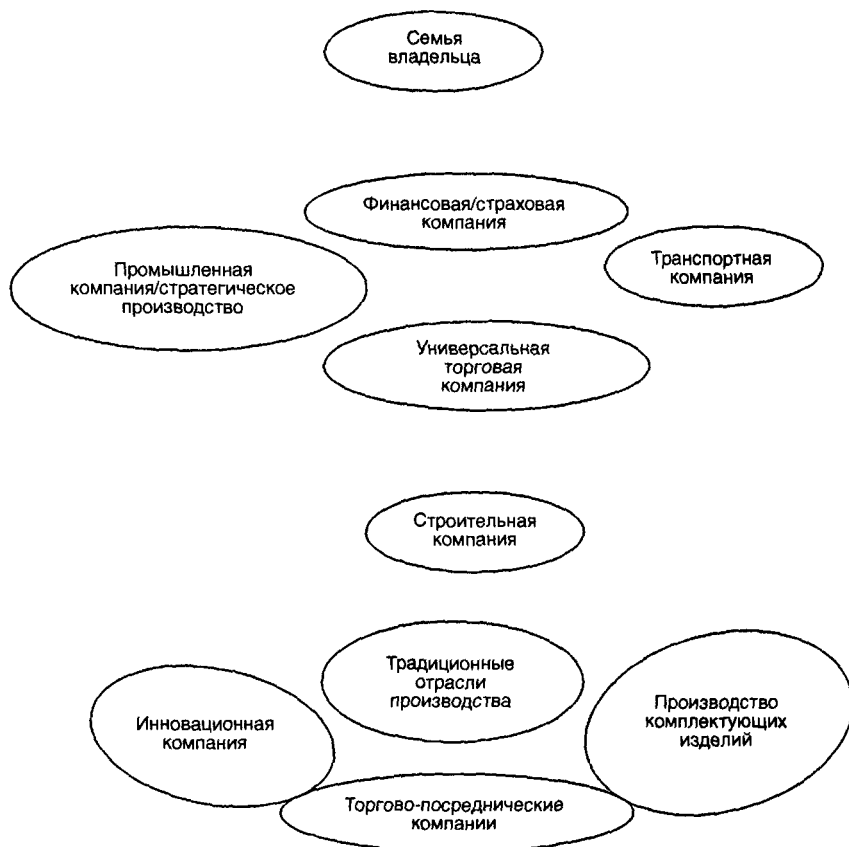 Семья
владельца
Финансовая/страховая
компания
Промышленная
компания/стратегическое
производство
Транспортная
компания
Универсальная
торговая
компания
Строительная
компания
Традиционные
отрасли
производства
Инновационная
компания
Производство
комплектующих
изделий
Торгово-посреднические
компании